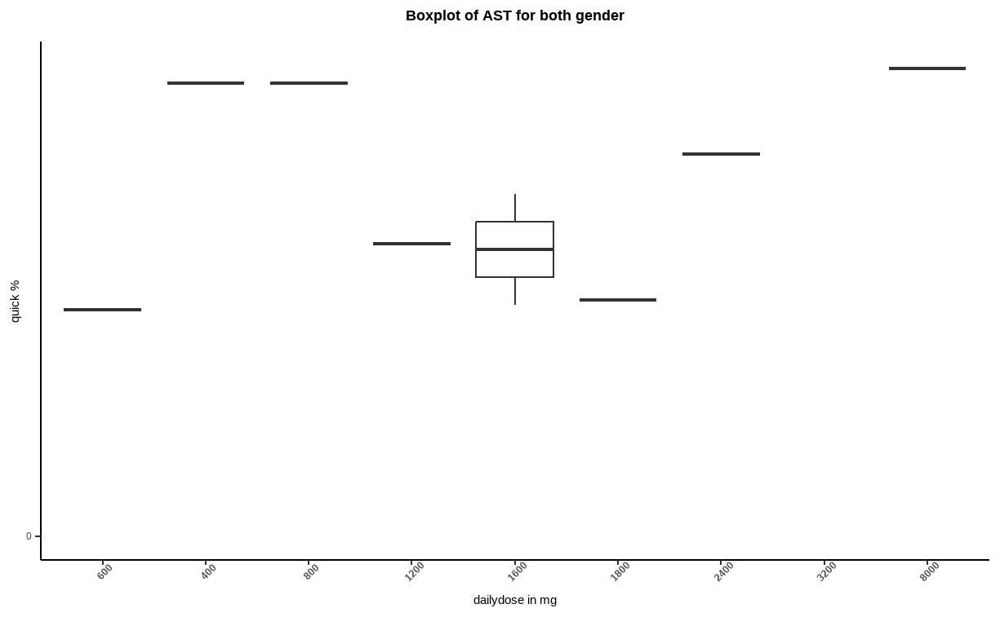 Boxplot of AST for both gender
quick %
0
600 400 800 1200 1600 1800 2400 3200 8000
dailydose in mg